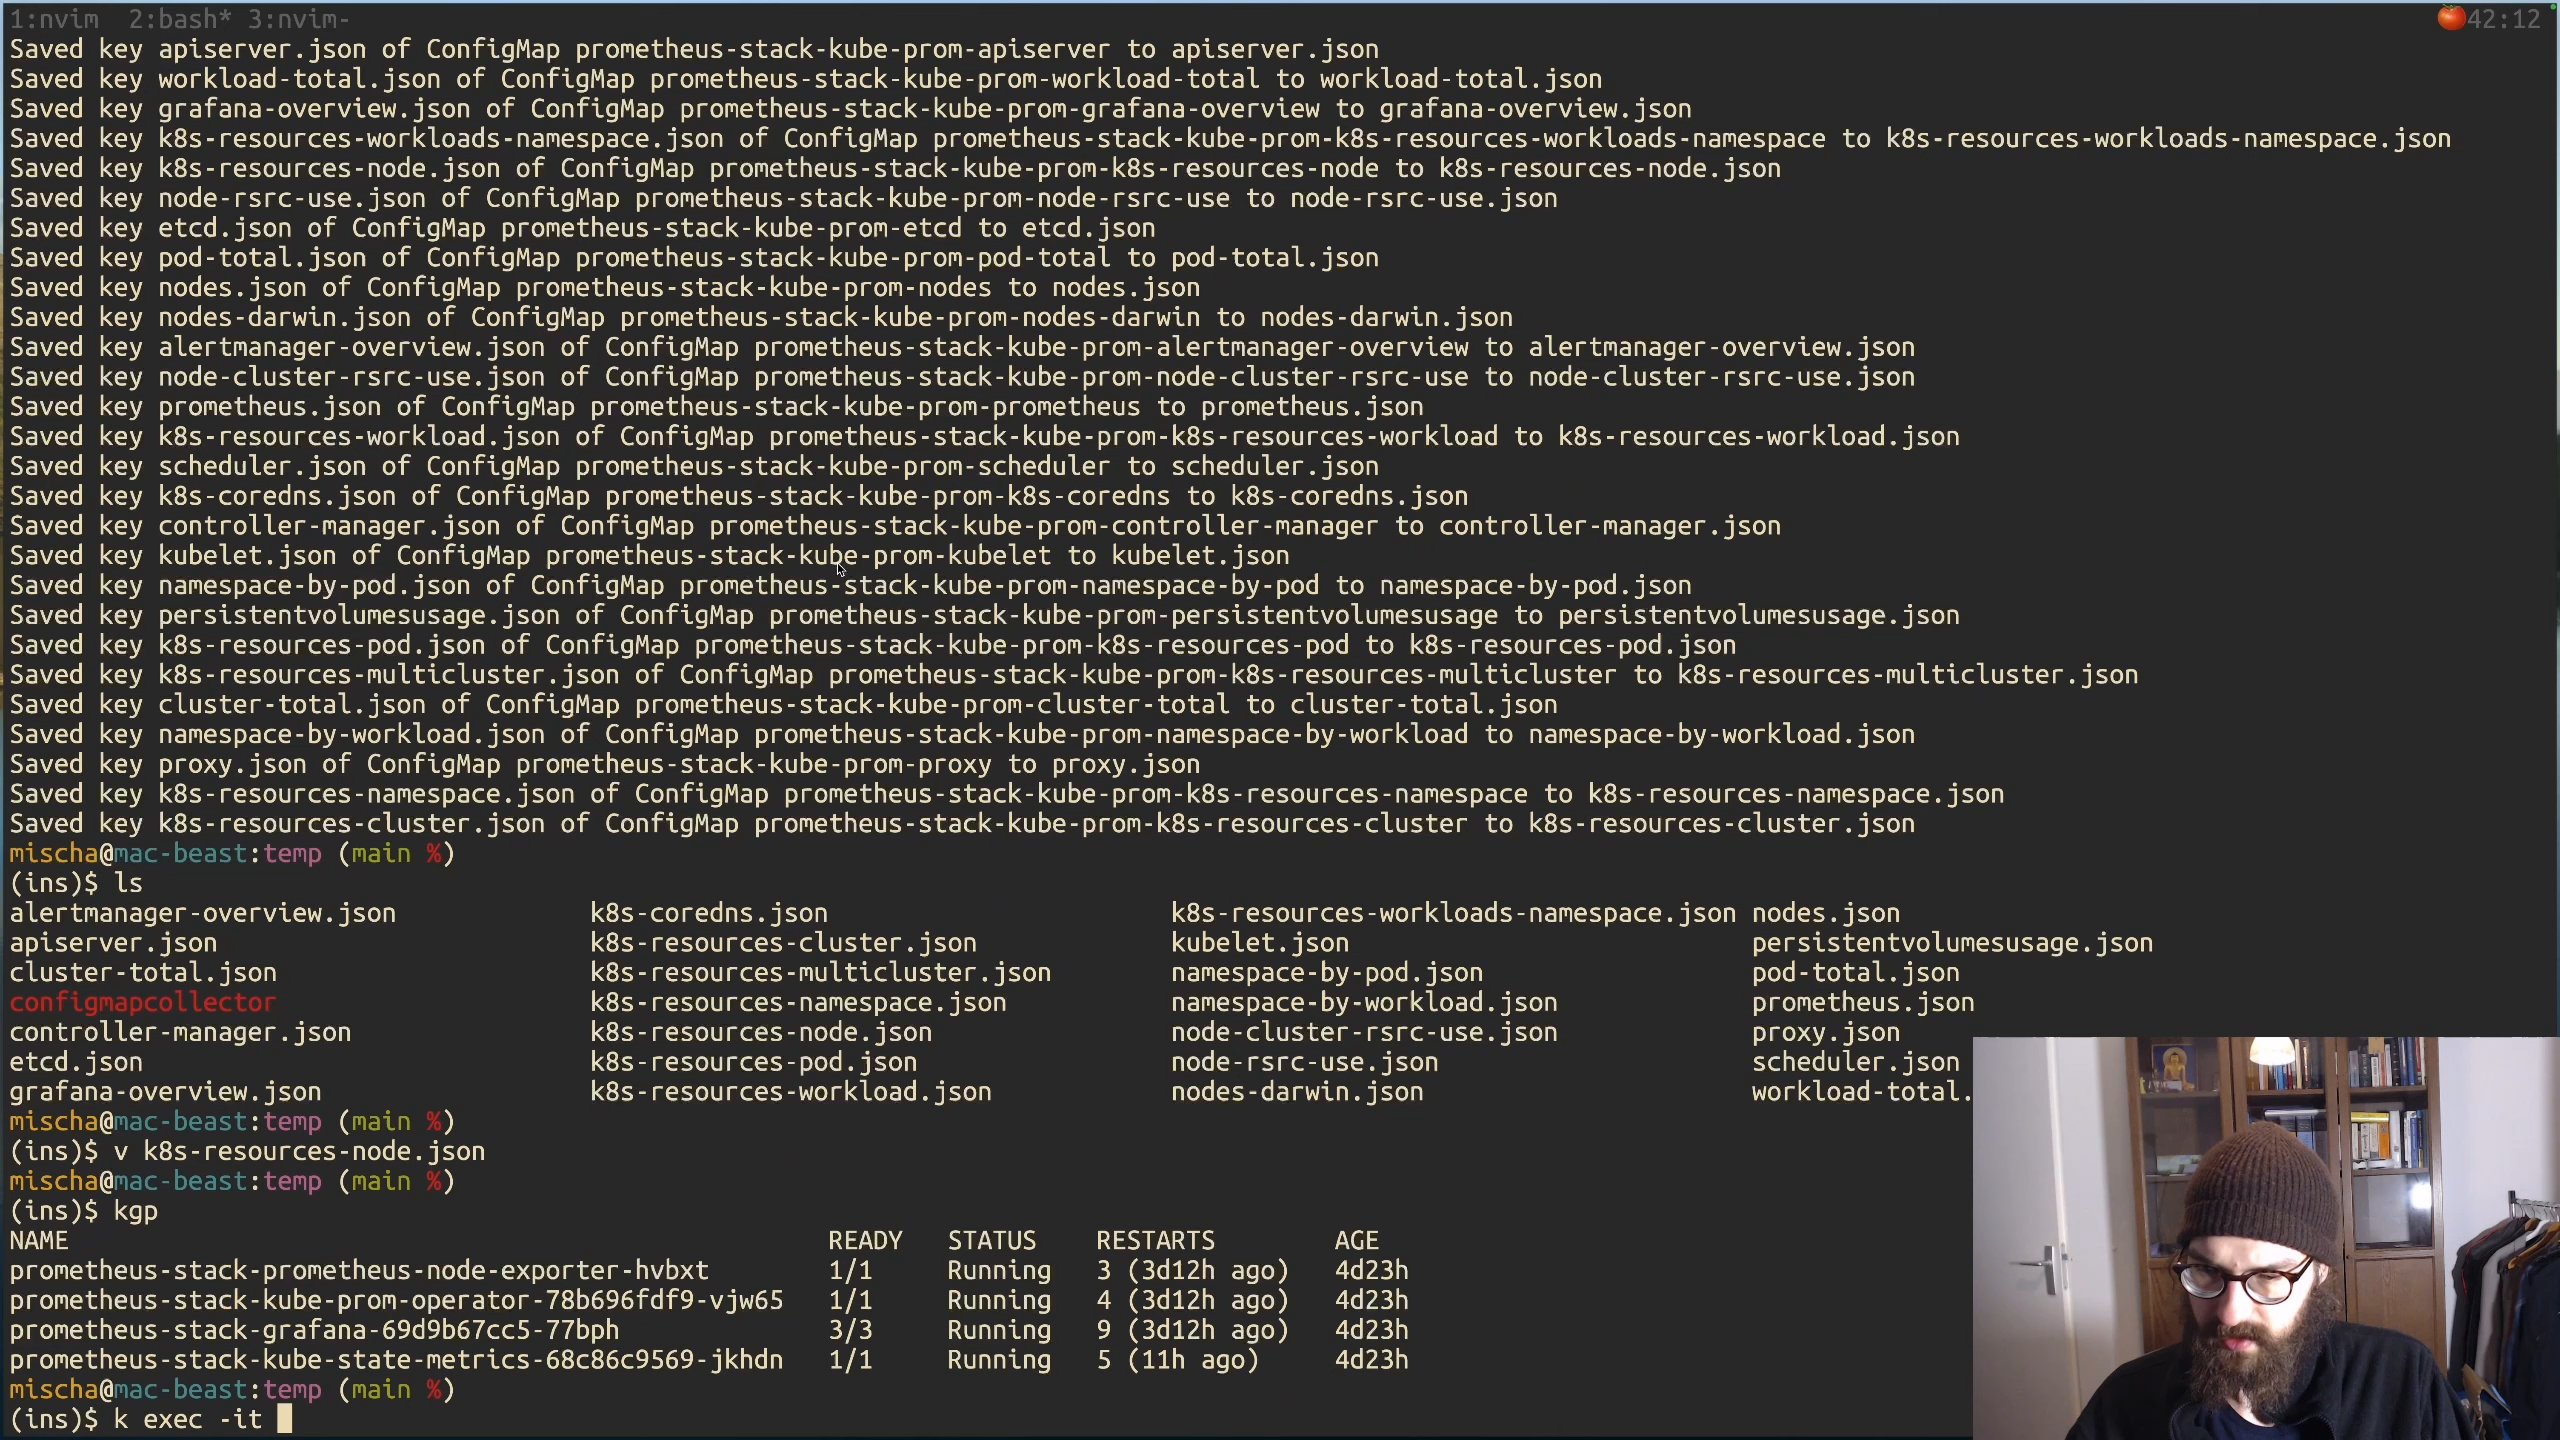 1:nvim  2:bash* 3:nvim-
42:12
Saved key apiserver.json of ConfigMap prometheus-stack-kube-prom-apiserver to apiserver.json
Saved key workload-total.json of ConfigMap prometheus-stack-kube-prom-workload-total to workload-total.json
Saved key grafana-overview.json of ConfigMap prometheus-stack-kube-prom-grafana-overview to grafana-overview.json
Saved key k8s-resources-workloads-namespace.json of ConfigMap prometheus-stack-kube-prom-k8s-resources-workloads-namespace to k8s-resources-workloads-namespace.json
Saved key k8s-resources-node.json of ConfigMap prometheus-stack-kube-prom-k8s-resources-node to k8s-resources-node.json
Saved key node-rsrc-use.json of ConfigMap prometheus-stack-kube-prom-node-rsrc-use to node-rsrc-use.json
Saved key etcd.json of ConfigMap prometheus-stack-kube-prom-etcd to etcd.json
Saved key pod-total.json of ConfigMap prometheus-stack-kube-prom-pod-total to pod-total.json
Saved key nodes.json of ConfigMap prometheus-stack-kube-prom-nodes to nodes.json
Saved key nodes-darwin.json of ConfigMap prometheus-stack-kube-prom-nodes-darwin to nodes-darwin.json
Saved key alertmanager-overview.json of ConfigMap prometheus-stack-kube-prom-alertmanager-overview to alertmanager-overview.json
Saved key node-cluster-rsrc-use.json of ConfigMap prometheus-stack-kube-prom-node-cluster-rsrc-use to node-cluster-rsrc-use.json
Saved key prometheus.json of ConfigMap prometheus-stack-kube-prom-prometheus to prometheus.json
Saved key k8s-resources-workload.json of ConfigMap prometheus-stack-kube-prom-k8s-resources-workload to k8s-resources-workload.json
Saved key scheduler.json of ConfigMap prometheus-stack-kube-prom-scheduler to scheduler.json
Saved key k8s-coredns.json of ConfigMap prometheus-stack-kube-prom-k8s-coredns to k8s-coredns.json
Saved key controller-manager.json of ConfigMap prometheus-stack-kube-prom-controller-manager to controller-manager.json
Saved key kubelet.json of ConfigMap prometheus-stack-kube-prom-kubelet to kubelet.json
Saved key namespace-by-pod.json of ConfigMap prometheus-stack-kube-prom-namespace-by-pod to namespace-by-pod.json
Saved key persistentvolumesusage.json of ConfigMap prometheus-stack-kube-prom-persistentvolumesusage to persistentvolumesusage.json
Saved key k8s-resources-pod.json of ConfigMap prometheus-stack-kube-prom-k8s-resources-pod to k8s-resources-pod.json
Saved key k8s-resources-multicluster.json of ConfigMap prometheus-stack-kube-prom-k8s-resources-multicluster to k8s-resources-multicluster.json
Saved key cluster-total.json of ConfigMap prometheus-stack-kube-prom-cluster-total to cluster-total.json
Saved key namespace-by-workload.json of ConfigMap prometheus-stack-kube-prom-namespace-by-workload to namespace-by-workload.json
Saved key proxy.json of ConfigMap prometheus-stack-kube-prom-proxy to proxy.json
Saved key k8s-resources-namespace.json of ConfigMap prometheus-stack-kube-prom-k8s-resources-namespace to k8s-resources-namespace.json
Saved key k8s-resources-cluster.json of ConfigMap prometheus-stack-kube-prom-k8s-resources-cluster to k8s-resources-cluster.json
mischa@mac-beast:temp (main %)
(ins)$ ls
alertmanager-overview.json k8s-coredns.json k8s-resources-workloads-namespace.json nodes.json
apiserver.json k8s-resources-cluster.json kubelet.json persistentvolumesusage.json
cluster-total.json k8s-resources-multicluster.json namespace-by-pod.json pod-total.json
configmapcollector k8s-resources-namespace.json namespace-by-workload.json prometheus.json
controller-manager.json k8s-resources-node.json node-cluster-rsrc-use.json proxy.json
etcd.json k8s-resources-pod.json node-rsrc-use.json scheduler.json
grafana-overview.json k8s-resources-workload.json nodes-darwin.json workload-total.
mischa@mac-beast:temp (main %)
(ins)$ v k8s-resources-node.json
mischa@mac-beast:temp (main %)
(ins)$ kgp
NAME READY STATUS RESTARTS AGE
prometheus-stack-prometheus-node-exporter-hvbxt 1/1 Running 3 (3d12h ago) 4d23h
prometheus-stack-kube-prom-operator-78b696fdf9-vjw65 1/1 Running 4 (3d12h ago) 4d23h
prometheus-stack-grafana-69d9b67cc5-77bph 3/3 Running 9 (3d12h ago) 4d23h
prometheus-stack-kube-state-metrics-68c86c9569-jkhdn 1/1 Running 5 (11h ago) 4d23h
mischa@mac-beast:temp (main %)
(ins)$ k exec -it